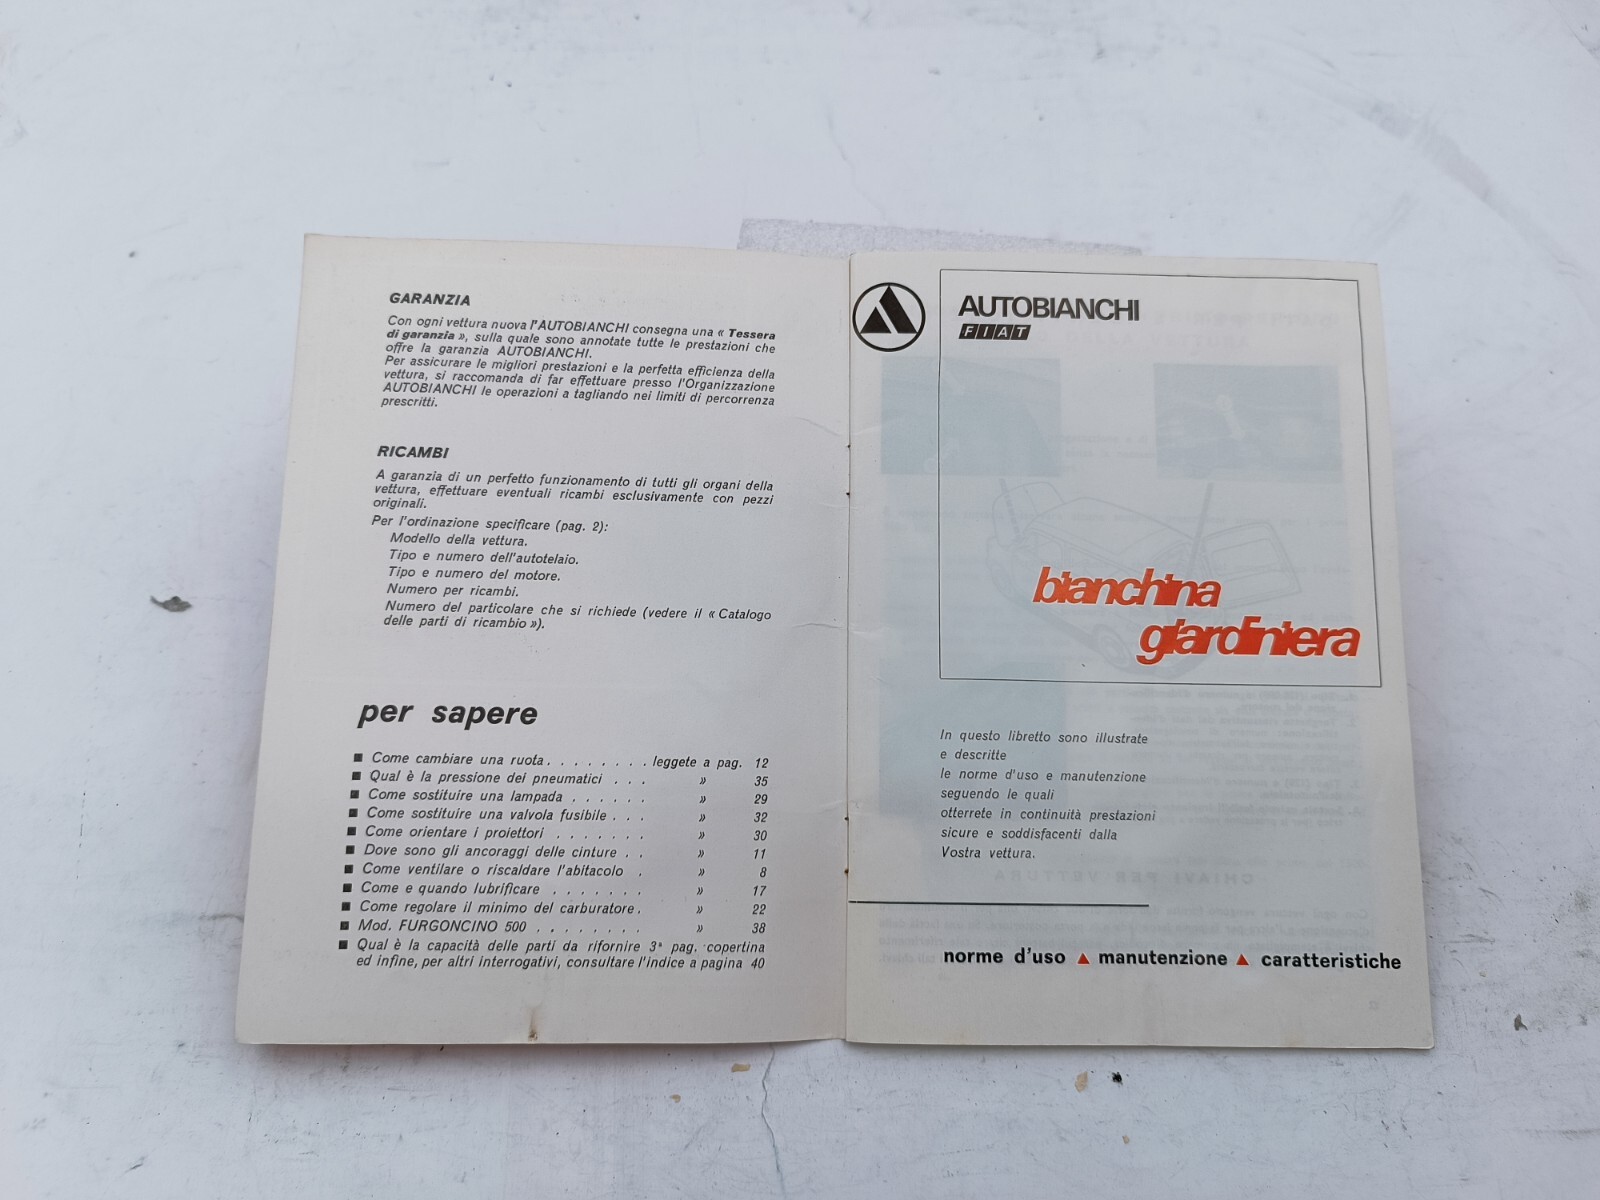 GARANZIA
Con ogni vettura nuova l'AUTOBIANCHI consegna una « Tessera
di garanzia », sulla quale sono annotate tutte le prestazioni che
offre la garanzia AUTOBIANCHI.
Per assicurare le migliori prestazioni e la perfetta efficienza della
vettura, si raccomanda di far effettuare presso l'Organizzazione
AUTOBIANCHI le operazioni a tagliando nei limiti di percorrenza
prescritti.
RICAMBI
A garanzia di un perfetto funzionamento di tutti gli organi della
vettura, effettuare eventuali ricambi esclusivamente con pezzi
originali.
Per l'ordinazione specificare (pag. 2):
Modello della vettura.
Tipo e numero dell'autotelaio.
Tipo e numero del motore.
Numero per ricambi.
Numero del particolare che si richiede (vedere il « Catalogo
delle parti di ricambio »).
per sapere
■ Come cambiare una ruota . . . . . . . . leggete a pag. 12
■ Qual è la pressione dei pneumatici . . . » 35
■ Come sostituire una lampada . . . . . . » 29
■ Come sostituire una valvola fusibile . . . » 32
■ Come orientare i proiettori . . . . . . . » 30
■ Dove sono gli ancoraggi delle cinture . . » 11
■ Come ventilare o riscaldare l'abitacolo . » 8
■ Come e quando lubrificare . . . . . . . » 17
■ Come regolare il minimo del carburatore . » 22
■ Mod. FURGONCINO 500 . . . . . . . . » 38
■ Qual è la capacità delle parti da rifornire 3ª pag. copertina
ed infine, per altri interrogativi, consultare l'indice a pagina 40
AUTOBIANCHI
FIAT
bianchina
giardiniera
In questo libretto sono illustrate
e descritte
le norme d'uso e manutenzione
seguendo le quali
otterrete in continuità prestazioni
sicure e soddisfacenti dalla
Vostra vettura.
norme d'uso ▲ manutenzione ▲ caratteristiche